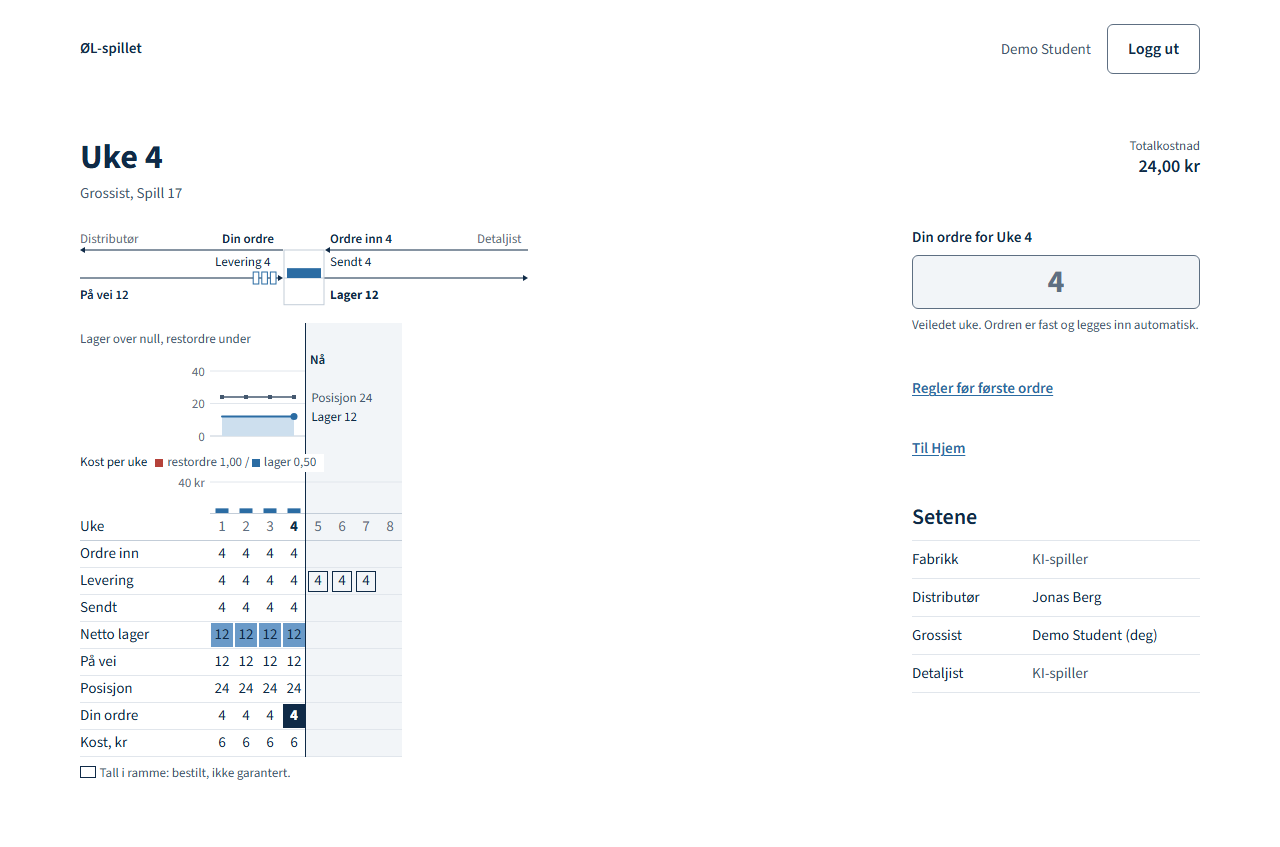 ØL-spillet
Demo Student
Logg ut
Uke 4
Grossist, Spill 17
Totalkostnad
24,00 kr
Distributør Din ordre Ordre inn 4 Detaljist
Levering 4 Sendt 4
På vei 12 Lager 12
Din ordre for Uke 4
4
Veiledet uke. Ordren er fast og legges inn automatisk.
Regler før første ordre
Til Hjem
Lager over null, restordre under
Nå
40
Posisjon 24
20
Lager 12
0
Kost per uke restordre 1,00 / lager 0,50
40 kr
Uke 1 2 3 4 5 6 7 8
Ordre inn 4 4 4 4
Levering 4 4 4 4 4 4 4
Sendt 4 4 4 4
Netto lager 12 12 12 12
På vei 12 12 12 12
Posisjon 24 24 24 24
Din ordre 4 4 4 4
Kost, kr 6 6 6 6
Tall i ramme: bestilt, ikke garantert.
Setene
Fabrikk KI-spiller
Distributør Jonas Berg
Grossist Demo Student (deg)
Detaljist KI-spiller